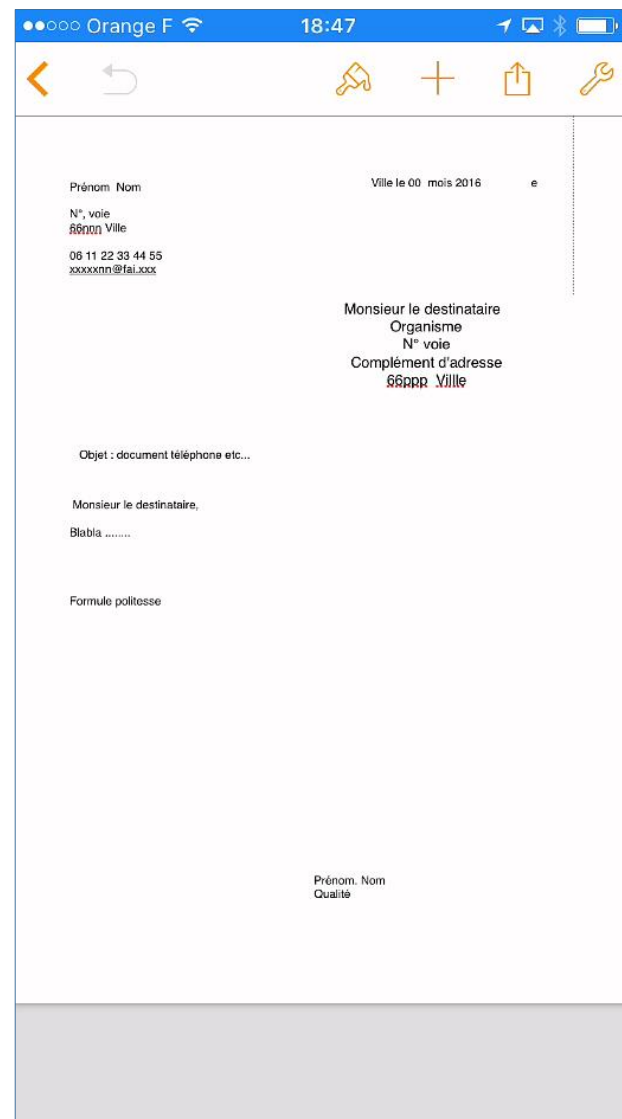 Orange F 18:47
Prénom Nom
Ville le 00 mois 2016 e
N°, voie
66nnn Ville
06 11 22 33 44 55
xxxxxnn@fai.xxx
Monsieur le destinataire
Organisme
N° voie
Complément d'adresse
66ppp Villle
Objet : document téléphone etc...
Monsieur le destinataire,
Blabla ........
Formule politesse
Prénom. Nom
Qualité